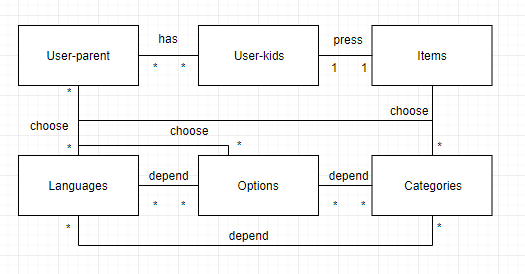 has
press
User-parent
User-kids
Items
* *
1 1
*
choose
choose
choose
*
*
*
Languages
depend
Options
depend
Categories
* *
* *
*
*
depend